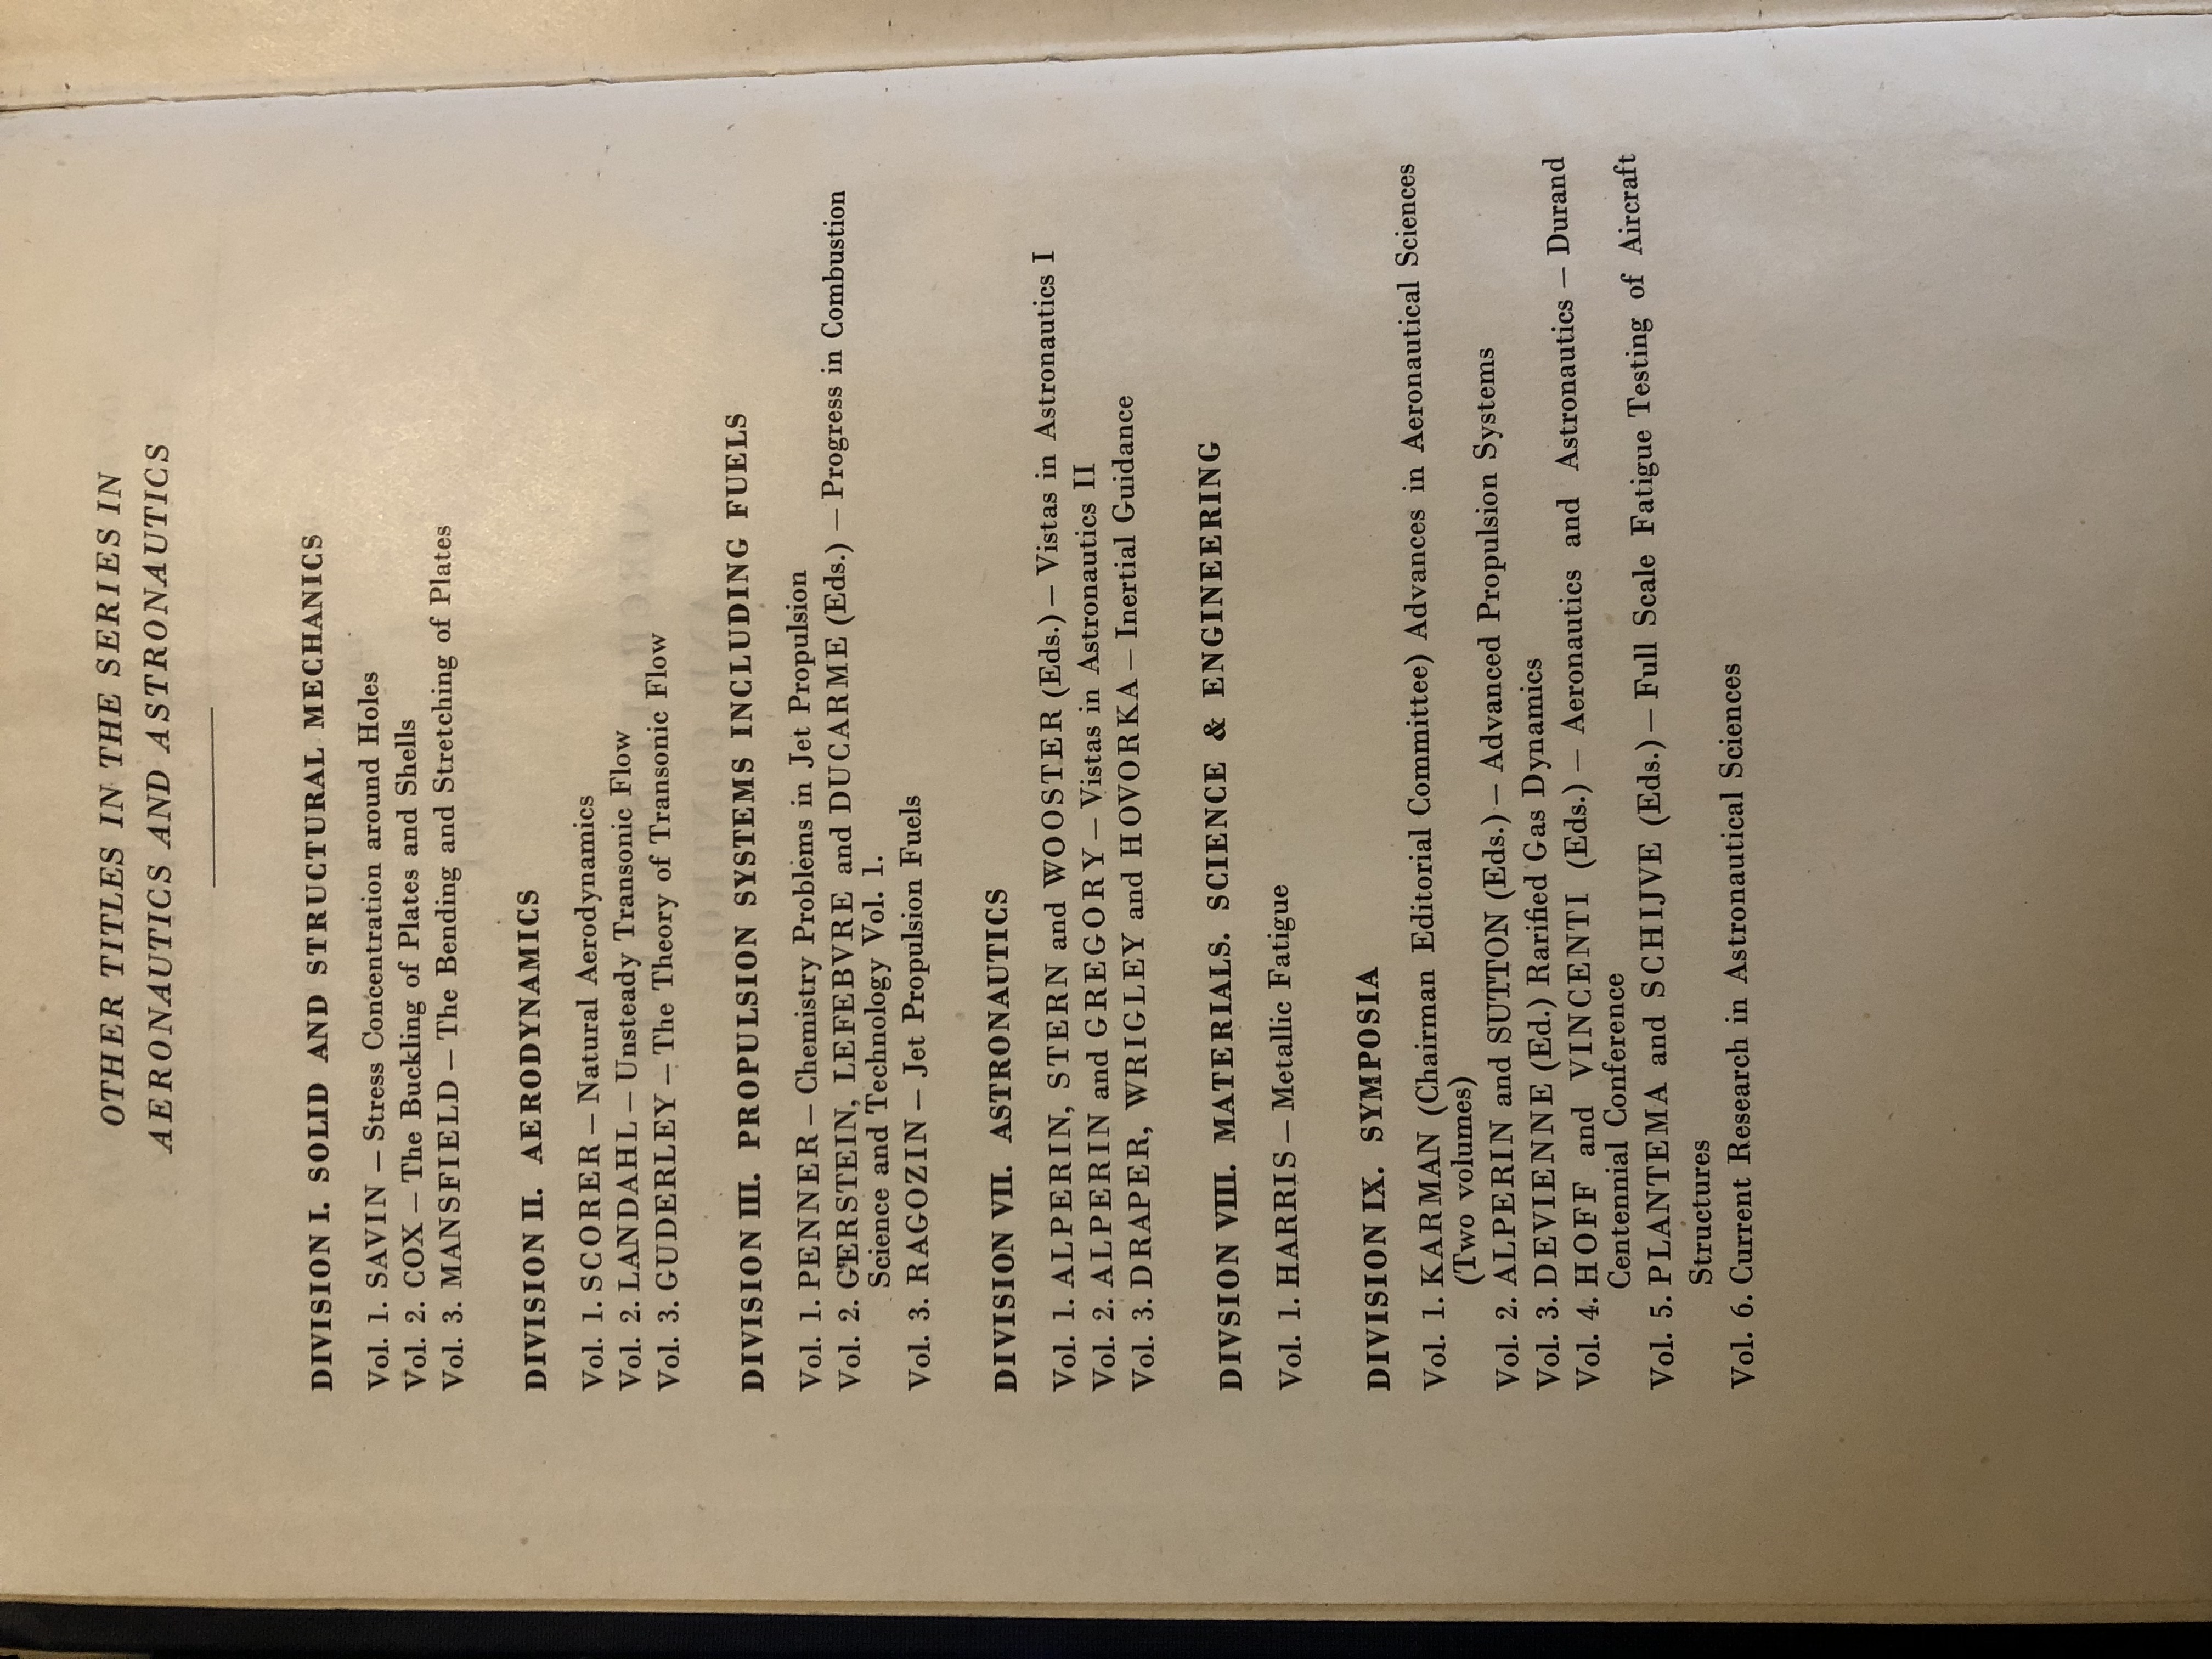 OTHER TITLES IN THE SERIES IN
AERONAUTICS AND ASTRONAUTICS
DIVISION I. SOLID AND STRUCTURAL MECHANICS
Vol. 1. SAVIN — Stress Concentration around Holes
Vol. 2. COX — The Buckling of Plates and Shells
Vol. 3. MANSFIELD — The Bending and Stretching of Plates
DIVISION II. AERODYNAMICS
Vol. 1. SCORER — Natural Aerodynamics
Vol. 2. LANDAHL — Unsteady Transonic Flow
Vol. 3. GUDERLEY — The Theory of Transonic Flow
DIVISION III. PROPULSION SYSTEMS INCLUDING FUELS
Vol. 1. PENNER — Chemistry Problems in Jet Propulsion
Vol. 2. GERSTEIN, LEFEBVRE and DUCARME (Eds.) — Progress in Combustion
Science and Technology Vol. 1.
Vol. 3. RAGOZIN — Jet Propulsion Fuels
DIVISION VII. ASTRONAUTICS
Vol. 1. ALPERIN, STERN and WOOSTER (Eds.) — Vistas in Astronautics I
Vol. 2. ALPERIN and GREGORY — Vistas in Astronautics II
Vol. 3. DRAPER, WRIGLEY and HOVORKA — Inertial Guidance
DIVSION VIII. MATERIALS. SCIENCE & ENGINEERING
Vol. 1. HARRIS — Metallic Fatigue
DIVISION IX. SYMPOSIA
Vol. 1. KARMAN (Chairman Editorial Committee) Advances in Aeronautical Sciences
(Two volumes)
Vol. 2. ALPERIN and SUTTON (Eds.) — Advanced Propulsion Systems
Vol. 3. DEVIENNE (Ed.) Rarified Gas Dynamics
Vol. 4. HOFF and VINCENTI (Eds.) — Aeronautics and Astronautics — Durand
Centennial Conference
Vol. 5. PLANTEMA and SCHIJVE (Eds.) — Full Scale Fatigue Testing of Aircraft
Structures
Vol. 6. Current Research in Astronautical Sciences